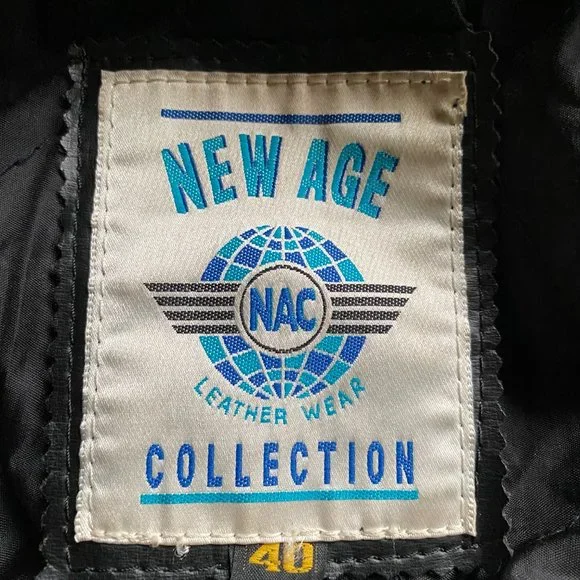 NEW AGE
NAC
LEATHER WEAR
COLLECTION
40